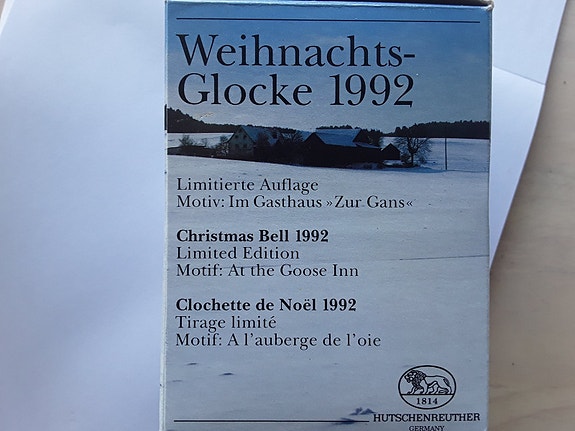 Weihnachts-
Glocke 1992
Limitierte Auflage
Motiv: Im Gasthaus »Zur Gans«
Christmas Bell 1992
Limited Edition
Motif: At the Goose Inn
Clochette de Noël 1992
Tirage limité
Motif: A l'auberge de l'oie
1814
HUTSCHENREUTHER
GERMANY